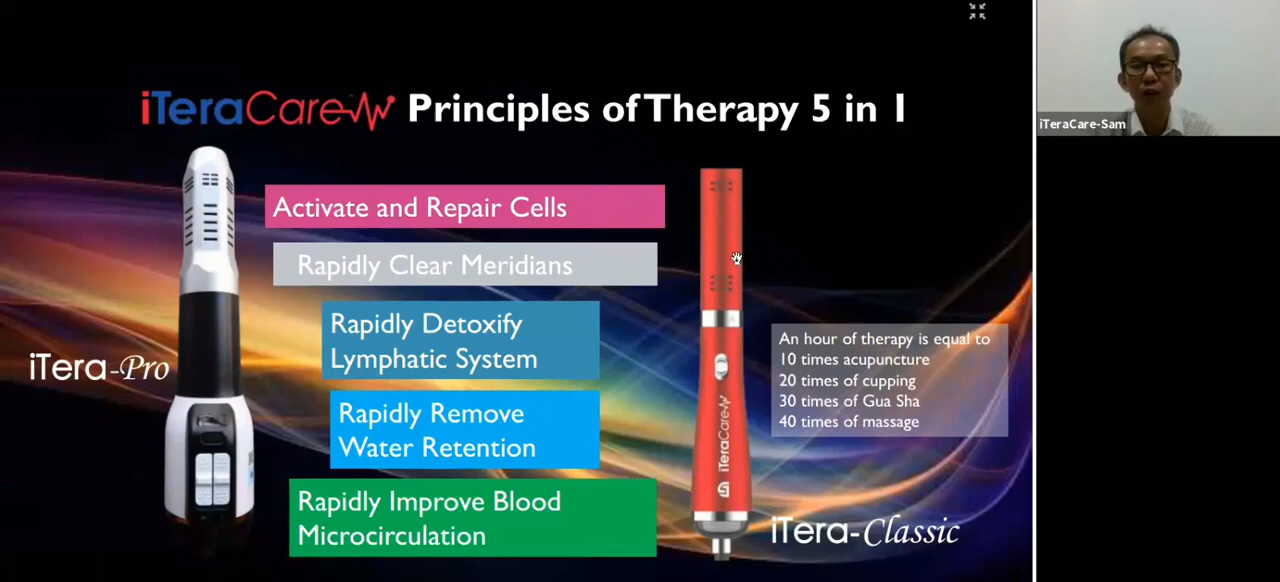 iTeraCare Principles of Therapy 5 in 1
iTeraCare-Sam
Activate and Repair Cells
Rapidly Clear Meridians
Rapidly Detoxify
Lymphatic System
Rapidly Remove
Water Retention
Rapidly Improve Blood
Microcirculation
iTera-Pro
iTeraCare
An hour of therapy is equal to
10 times acupuncture
20 times of cupping
30 times of Gua Sha
40 times of massage
iTera-Classic